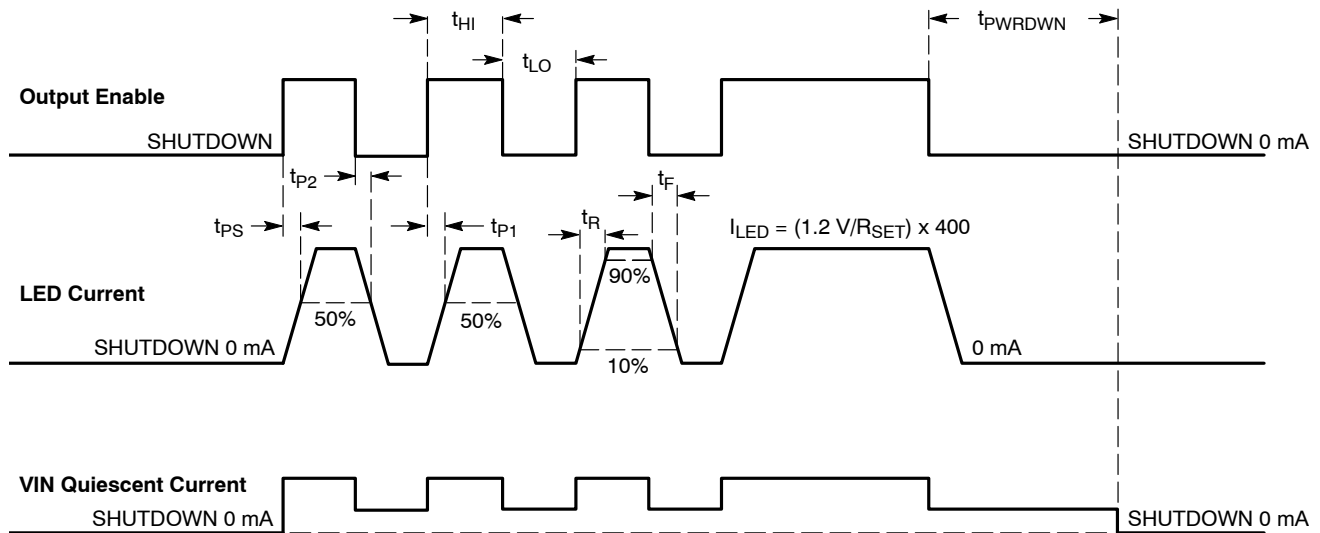 tHI
tPWRDWN
tLO
Output Enable
SHUTDOWN
SHUTDOWN 0 mA
tP2
tF
tPS
tP1
tR
ILED = (1.2 V/RSET) x 400
90%
LED Current
50%
50%
SHUTDOWN 0 mA
0 mA
10%
VIN Quiescent Current
SHUTDOWN 0 mA
SHUTDOWN 0 mA